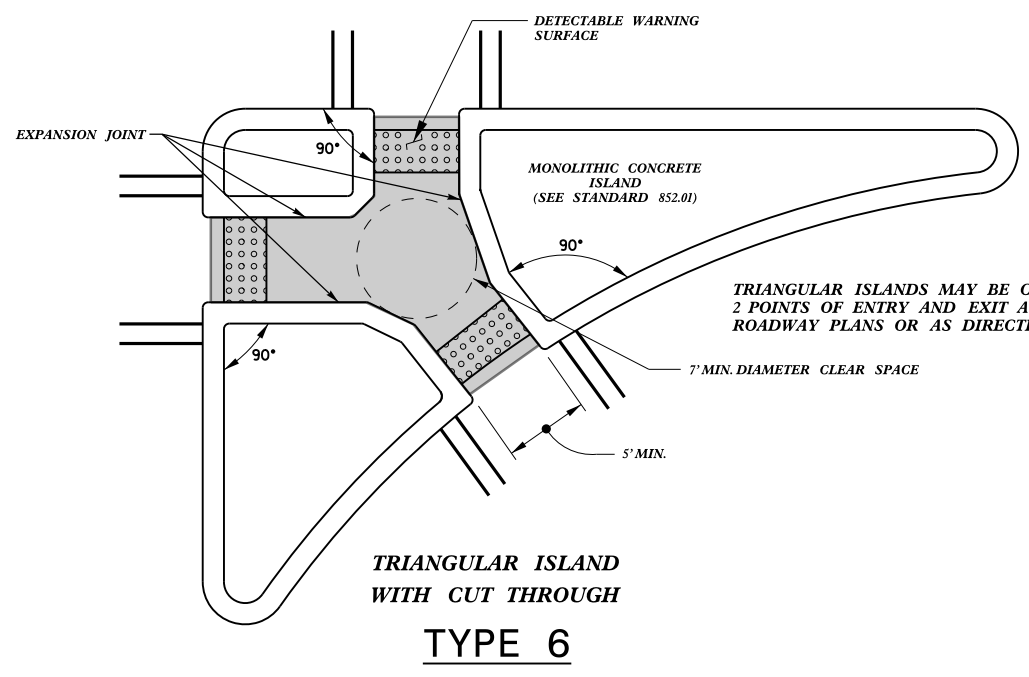 DETECTABLE WARNING
SURFACE
EXPANSION JOINT
90°
MONOLITHIC CONCRETE
ISLAND
(SEE STANDARD 852.01)
90°
TRIANGULAR ISLANDS MAY BE
2 POINTS OF ENTRY AND EXIT
ROADWAY PLANS OR AS
90°
7' MIN. DIAMETER CLEAR SPACE
5' MIN.
TRIANGULAR ISLAND
WITH CUT THROUGH
TYPE 6